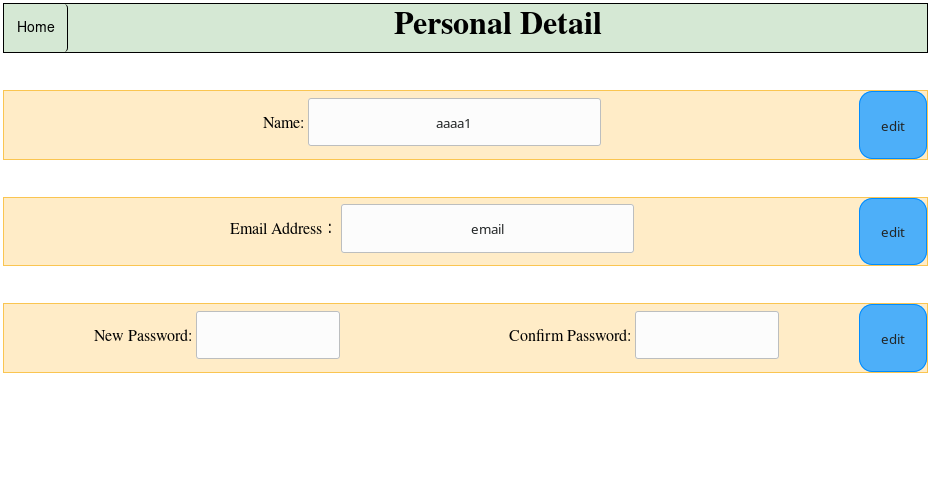 Home Personal Detail
Name: aaaa1 edit
Email Address： email edit
New Password: Confirm Password: edit